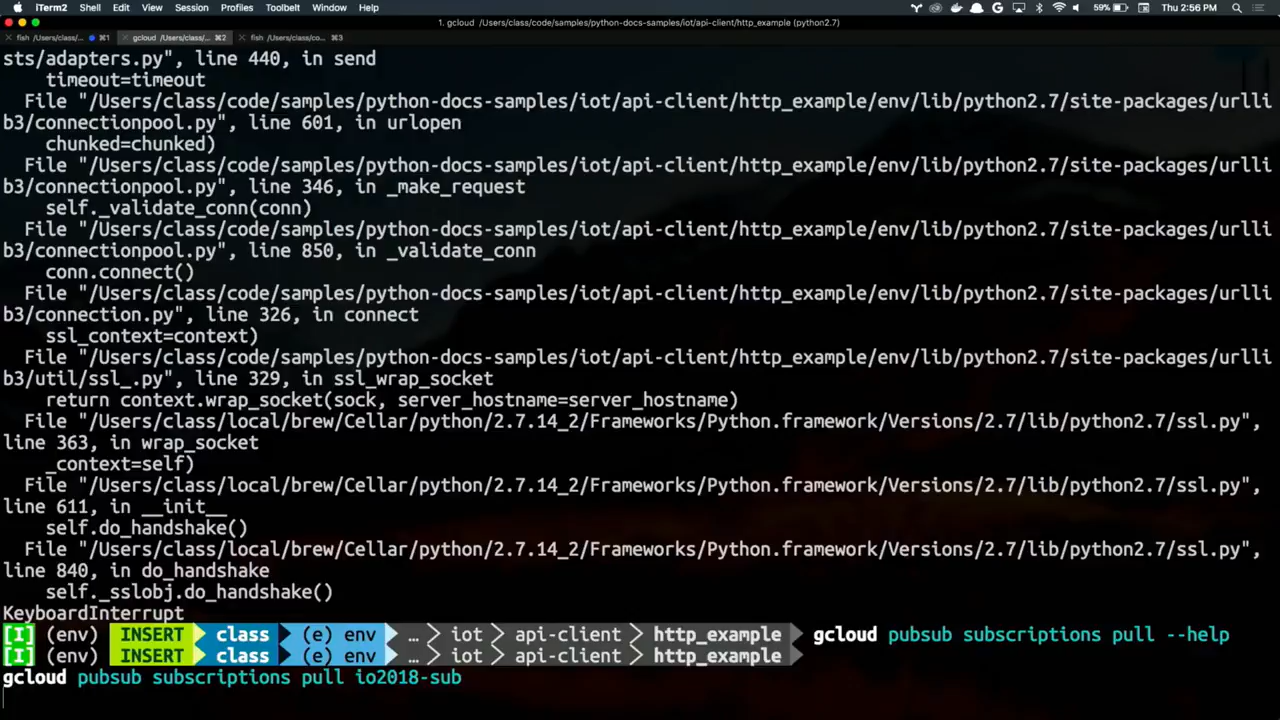 iTerm2 Shell Edit View Session Profiles Toolbelt Window Help 59% Thu 2:56 PM
1. gcloud /Users/class/code/samples/python-docs-samples/iot/api-client/http_example (python2.7)
fish /Users/class/... ⌘1 gcloud /Users/class/... ⌘2 fish /Users/class/co... ⌘3
sts/adapters.py", line 440, in send
timeout=timeout
File "/Users/class/code/samples/python-docs-samples/iot/api-client/http_example/env/lib/python2.7/site-packages/urlli
b3/connectionpool.py", line 601, in urlopen
chunked=chunked)
File "/Users/class/code/samples/python-docs-samples/iot/api-client/http_example/env/lib/python2.7/site-packages/urlli
b3/connectionpool.py", line 346, in _make_request
self._validate_conn(conn)
File "/Users/class/code/samples/python-docs-samples/iot/api-client/http_example/env/lib/python2.7/site-packages/urlli
b3/connectionpool.py", line 850, in _validate_conn
conn.connect()
File "/Users/class/code/samples/python-docs-samples/iot/api-client/http_example/env/lib/python2.7/site-packages/urlli
b3/connection.py", line 326, in connect
ssl_context=context)
File "/Users/class/code/samples/python-docs-samples/iot/api-client/http_example/env/lib/python2.7/site-packages/urlli
b3/util/ssl_.py", line 329, in ssl_wrap_socket
return context.wrap_socket(sock, server_hostname=server_hostname)
File "/Users/class/local/brew/Cellar/python/2.7.14_2/Frameworks/Python.framework/Versions/2.7/lib/python2.7/ssl.py",
line 363, in wrap_socket
_context=self)
File "/Users/class/local/brew/Cellar/python/2.7.14_2/Frameworks/Python.framework/Versions/2.7/lib/python2.7/ssl.py",
line 611, in __init__
self.do_handshake()
File "/Users/class/local/brew/Cellar/python/2.7.14_2/Frameworks/Python.framework/Versions/2.7/lib/python2.7/ssl.py",
line 840, in do_handshake
self._sslobj.do_handshake()
KeyboardInterrupt
[I] (env) INSERT class (e) env … iot api-client http_example gcloud pubsub subscriptions pull --help
[I] (env) INSERT class (e) env … iot api-client http_example
gcloud pubsub subscriptions pull io2018-sub